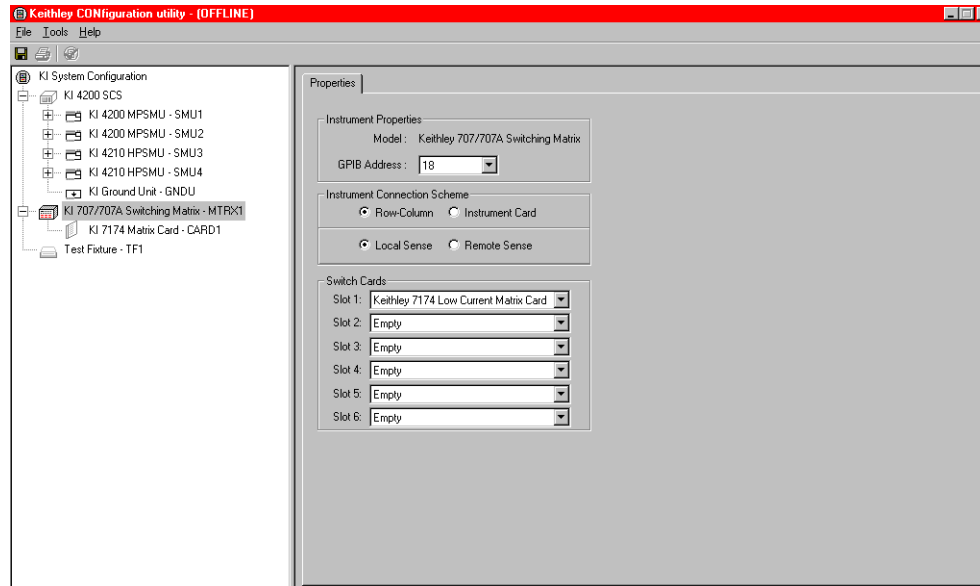 Keithley CONfiguration utility - (OFFLINE)
File Tools Help
KI System Configuration
KI 4200 SCS
KI 4200 MPSMU - SMU1
KI 4200 MPSMU - SMU2
KI 4210 HPSMU - SMU3
KI 4210 HPSMU - SMU4
KI Ground Unit - GNDU
KI 707/707A Switching Matrix - MTRX1
KI 7174 Matrix Card - CARD1
Test Fixture - TF1
Properties
Instrument Properties
Model : Keithley 707/707A Switching Matrix
GPIB Address : 18
Instrument Connection Scheme
Row-Column Instrument Card
Local Sense Remote Sense
Switch Cards
Slot 1: Keithley 7174 Low Current Matrix Card
Slot 2: Empty
Slot 3: Empty
Slot 4: Empty
Slot 5: Empty
Slot 6: Empty